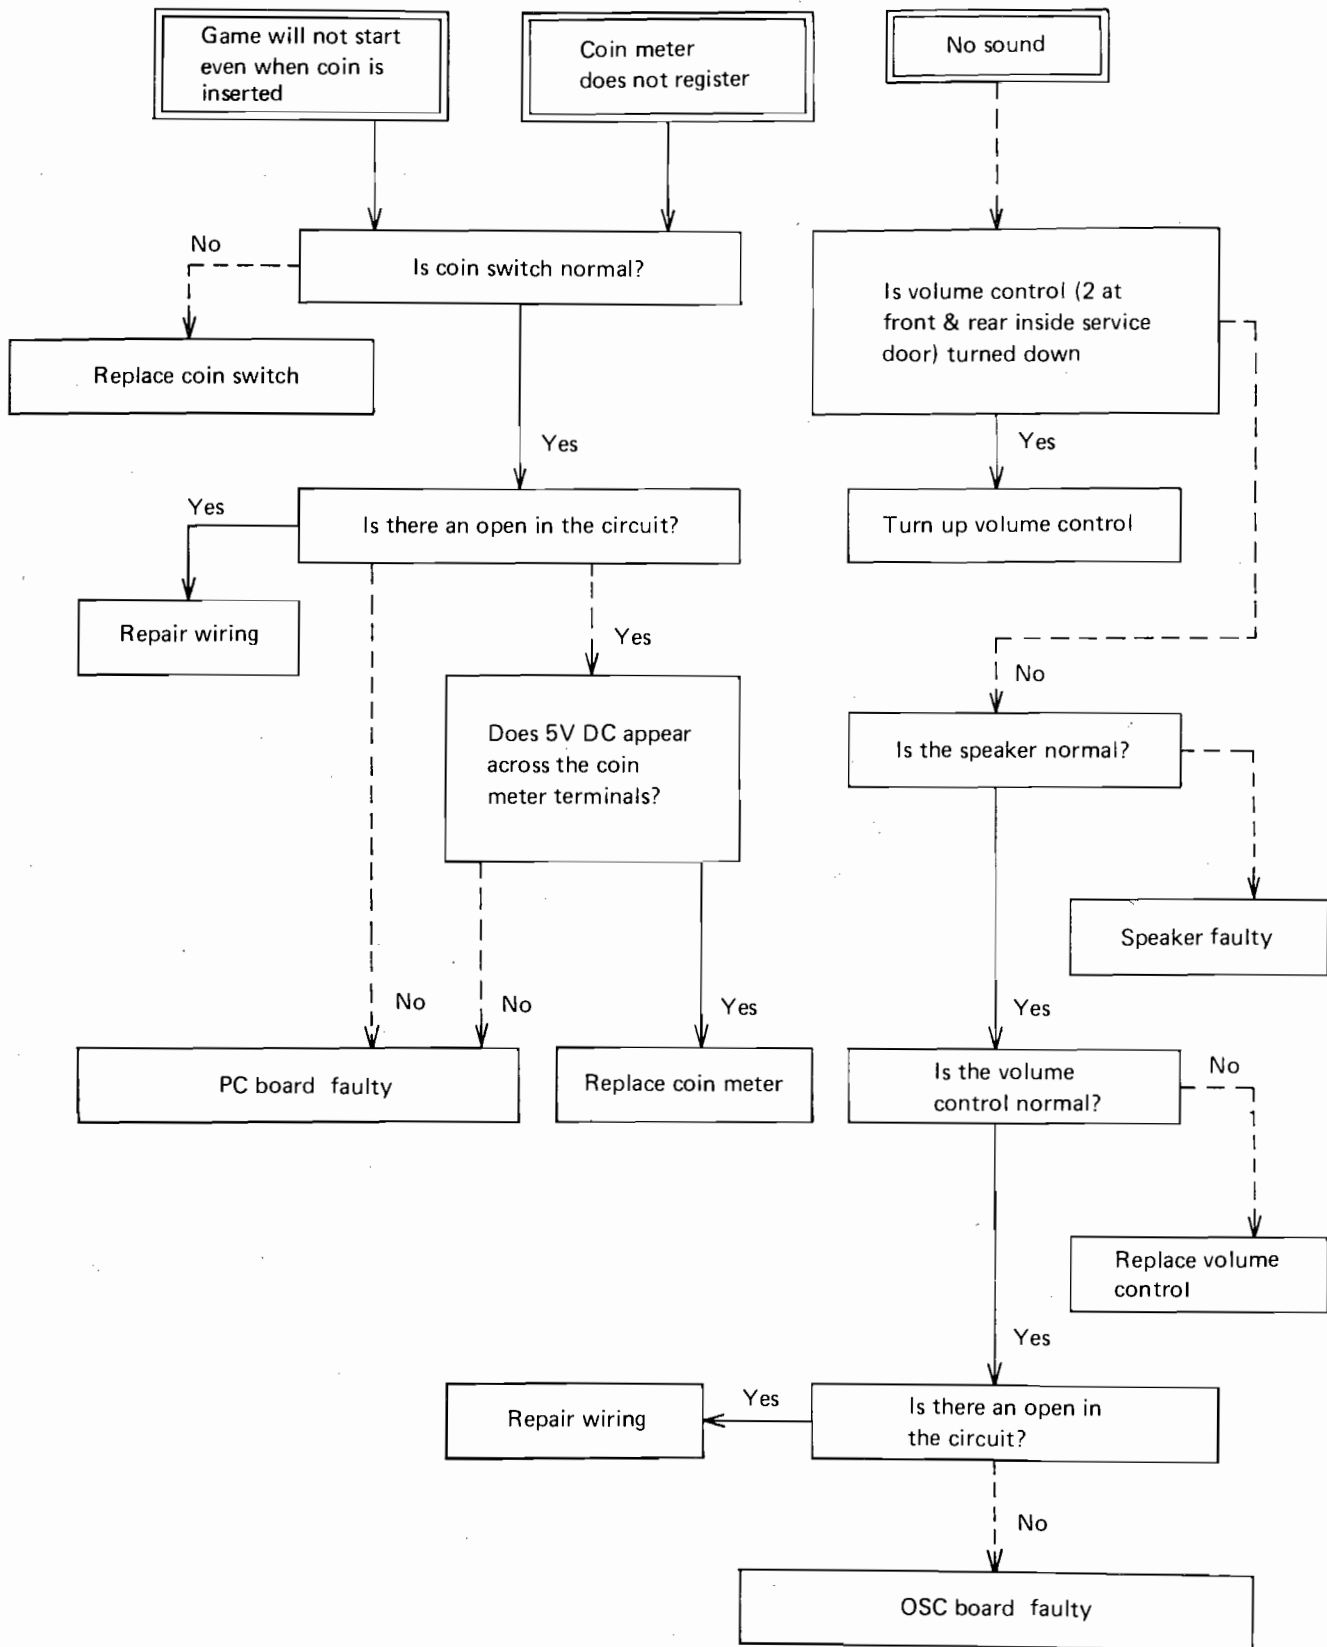 Game will not start
even when coin is
inserted
Coin meter
does not register
No sound
No
Is coin switch normal?
Is volume control (2 at
front & rear inside service
door) turned down
Replace coin switch
Yes
Yes
Yes
Is there an open in the circuit?
Turn up volume control
Repair wiring
Yes
No
Does 5V DC appear
across the coin
meter terminals?
Is the speaker normal?
Speaker faulty
No
No
Yes
Yes
PC board faulty
Replace coin meter
Is the volume
control normal?
No
Replace volume
control
Yes
Repair wiring
Yes
Is there an open in
the circuit?
No
OSC board faulty